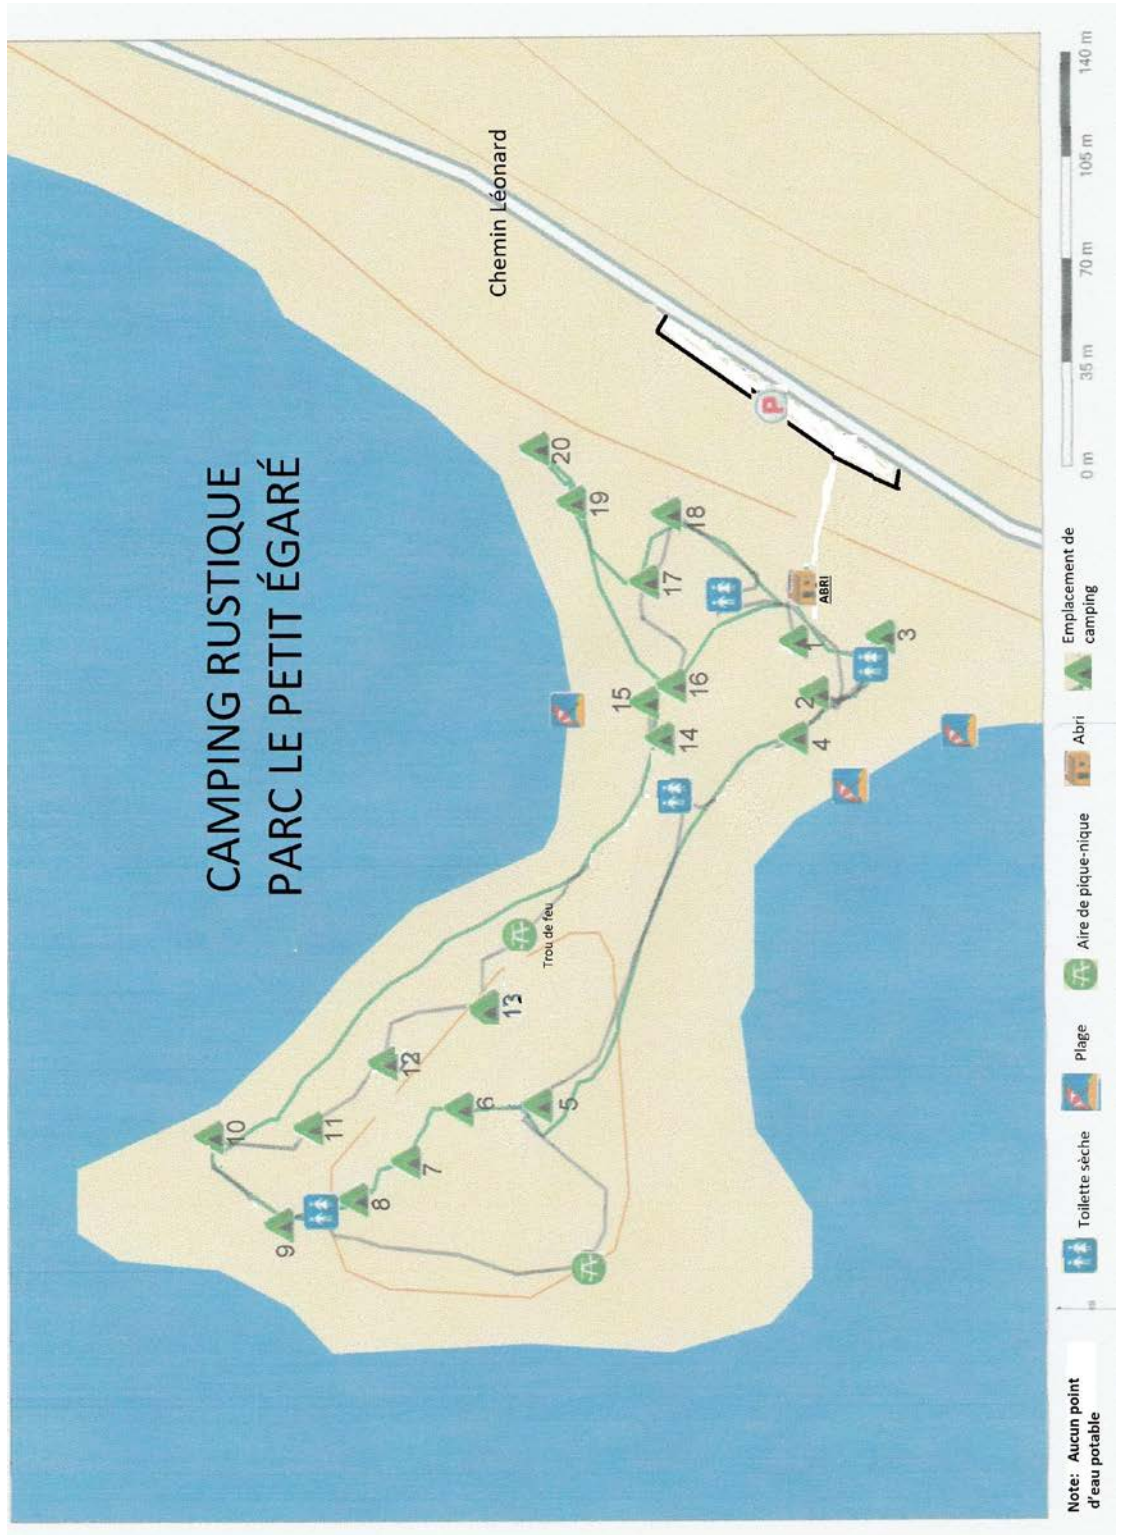 CAMPING RUSTIQUE
PARC LE PETIT ÉGARÉ
Chemin Léonard
P
20
19
18
17
16
15
14
ABRI
1
2
3
4
Trou de feu
13
12
11
10
9
8
7
6
5
Note: Aucun point
d'eau potable
Toilette sèche
Plage
Aire de pique-nique
Abri
Emplacement de
camping
0 m
35 m
70 m
105 m
140 m